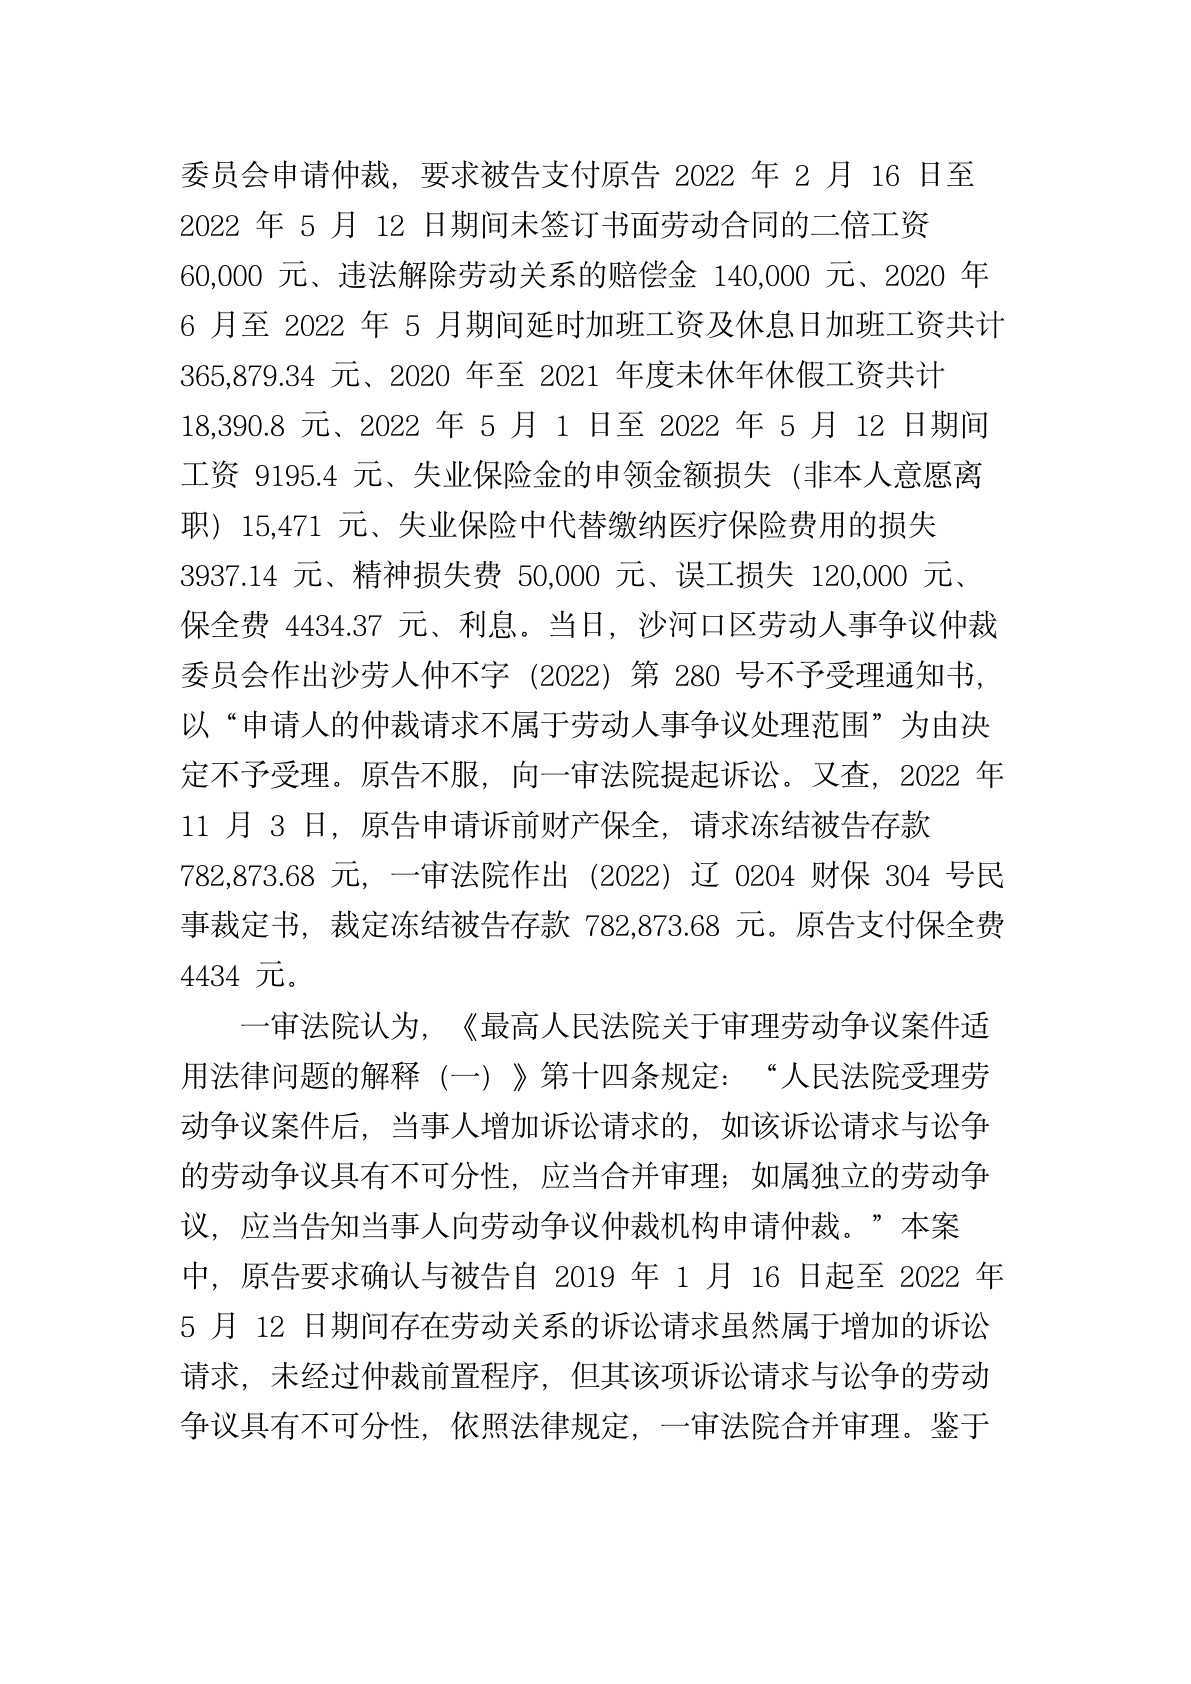 委员会申请仲裁，要求被告支付原告 2022 年 2 月 16 日至
2022 年 5 月 12 日期间未签订书面劳动合同的二倍工资
60,000 元、违法解除劳动关系的赔偿金 140,000 元、2020 年
6 月至 2022 年 5 月期间延时加班工资及休息日加班工资共计
365,879.34 元、2020 年至 2021 年度未休年休假工资共计
18,390.8 元、2022 年 5 月 1 日至 2022 年 5 月 12 日期间
工资 9195.4 元、失业保险金的申领金额损失（非本人意愿离
职）15,471 元、失业保险中代替缴纳医疗保险费用的损失
3937.14 元、精神损失费 50,000 元、误工损失 120,000 元、
保全费 4434.37 元、利息。当日，沙河口区劳动人事争议仲裁
委员会作出沙劳人仲不字（2022）第 280 号不予受理通知书，
以“申请人的仲裁请求不属于劳动人事争议处理范围”为由决
定不予受理。原告不服，向一审法院提起诉讼。又查，2022 年
11 月 3 日，原告申请诉前财产保全，请求冻结被告存款
782,873.68 元，一审法院作出（2022）辽 0204 财保 304 号民
事裁定书，裁定冻结被告存款 782,873.68 元。原告支付保全费
4434 元。
一审法院认为，《最高人民法院关于审理劳动争议案件适
用法律问题的解释（一）》第十四条规定：“人民法院受理劳
动争议案件后，当事人增加诉讼请求的，如该诉讼请求与讼争
的劳动争议具有不可分性，应当合并审理；如属独立的劳动争
议，应当告知当事人向劳动争议仲裁机构申请仲裁。”本案
中，原告要求确认与被告自 2019 年 1 月 16 日起至 2022 年
5 月 12 日期间存在劳动关系的诉讼请求虽然属于增加的诉讼
请求，未经过仲裁前置程序，但其该项诉讼请求与讼争的劳动
争议具有不可分性，依照法律规定，一审法院合并审理。鉴于